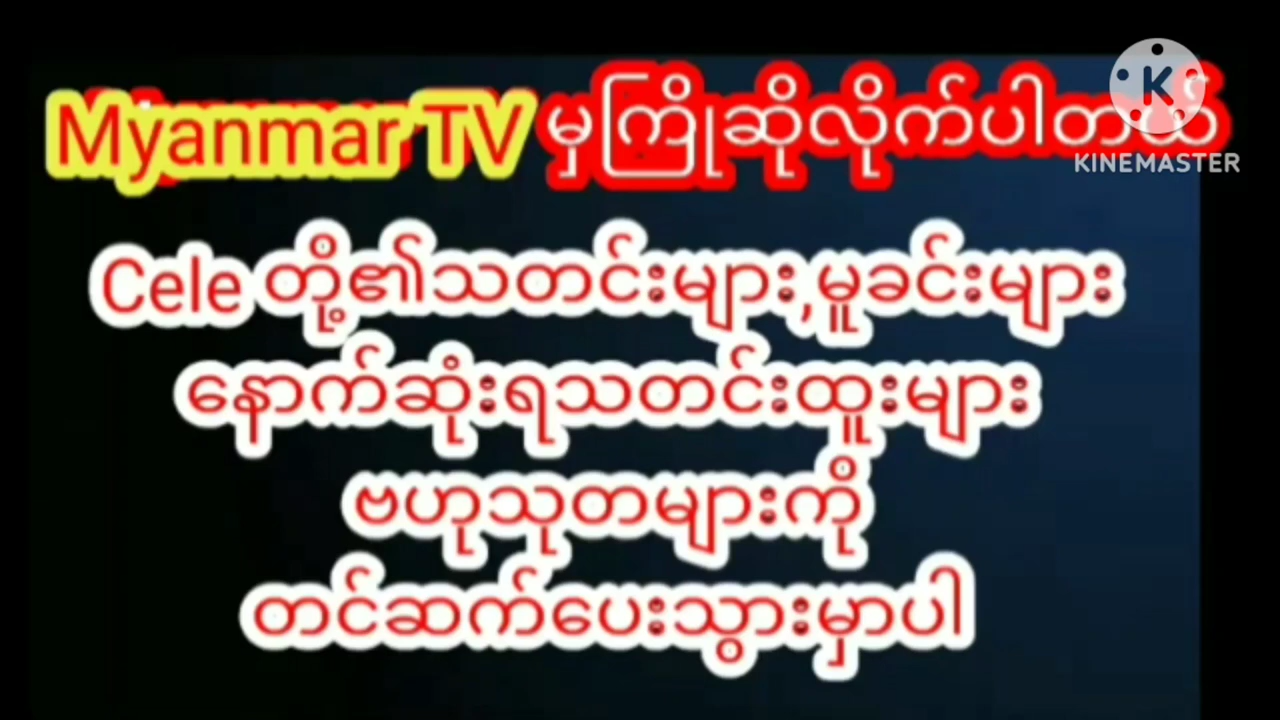 Myanmar TV မှကြိုဆိုလိုက်ပါတယ်
K
KINEMASTER
Cele တို့၏သတင်းများ,မူခင်းများ
နောက်ဆုံးရသတင်းထူးများ
ဗဟုသုတများကို
တင်ဆက်ပေးသွားမှာပါ